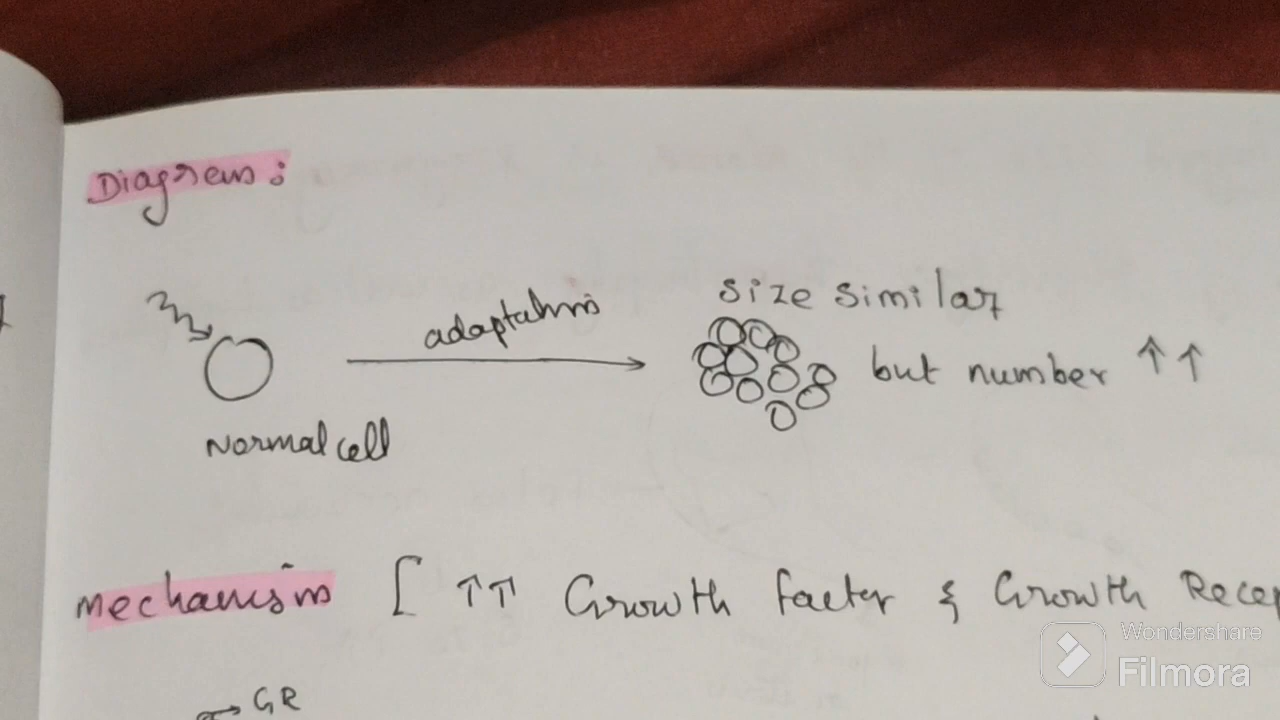 Diagram :
adaptation
size similar
but number ↑↑
Normal cell
mechanism [ ↑↑ Growth factor & Growth Recep
GR
Wondershare
Filmora